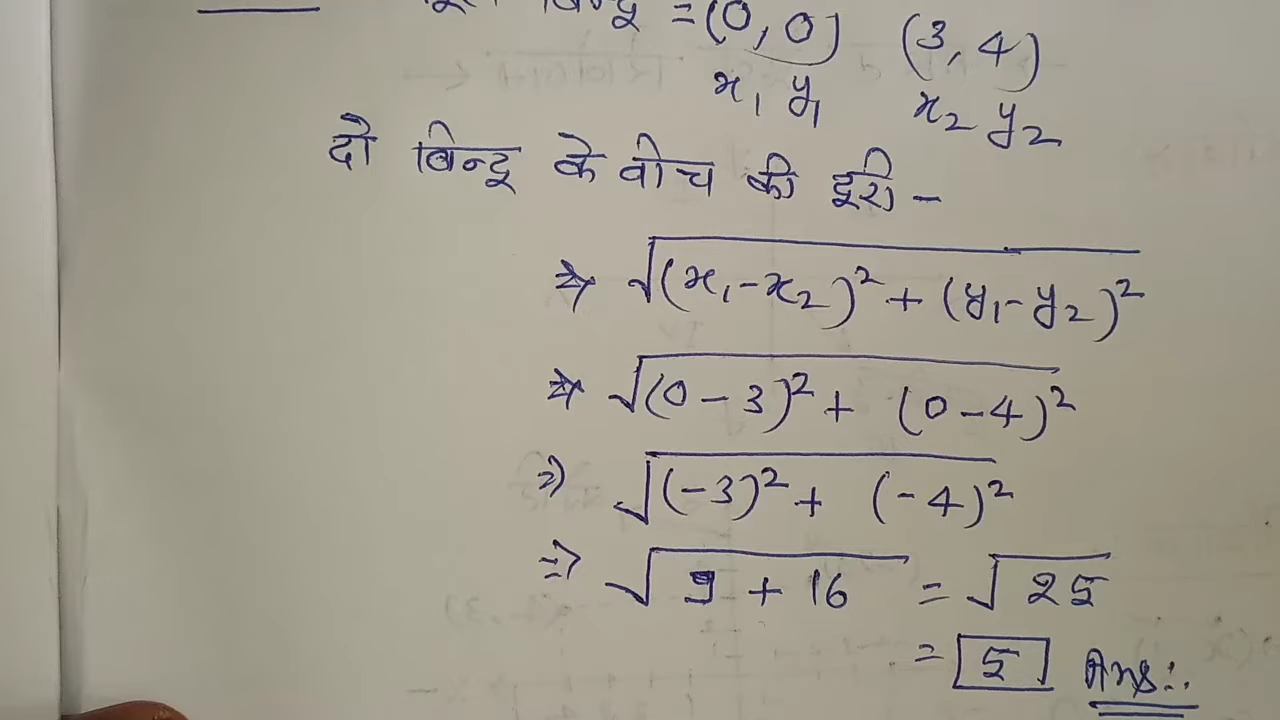 बिन्दू = (0, 0) (3, 4)
x₁ y₁ x₂ y₂
दो बिन्दू के बीच की दूरी -
⇒ √(x₁-x₂)² + (y₁-y₂)²
⇒ √(0-3)² + (0-4)²
⇒ √(-3)² + (-4)²
⇒ √9 + 16 = √25
= 5 Ans:.